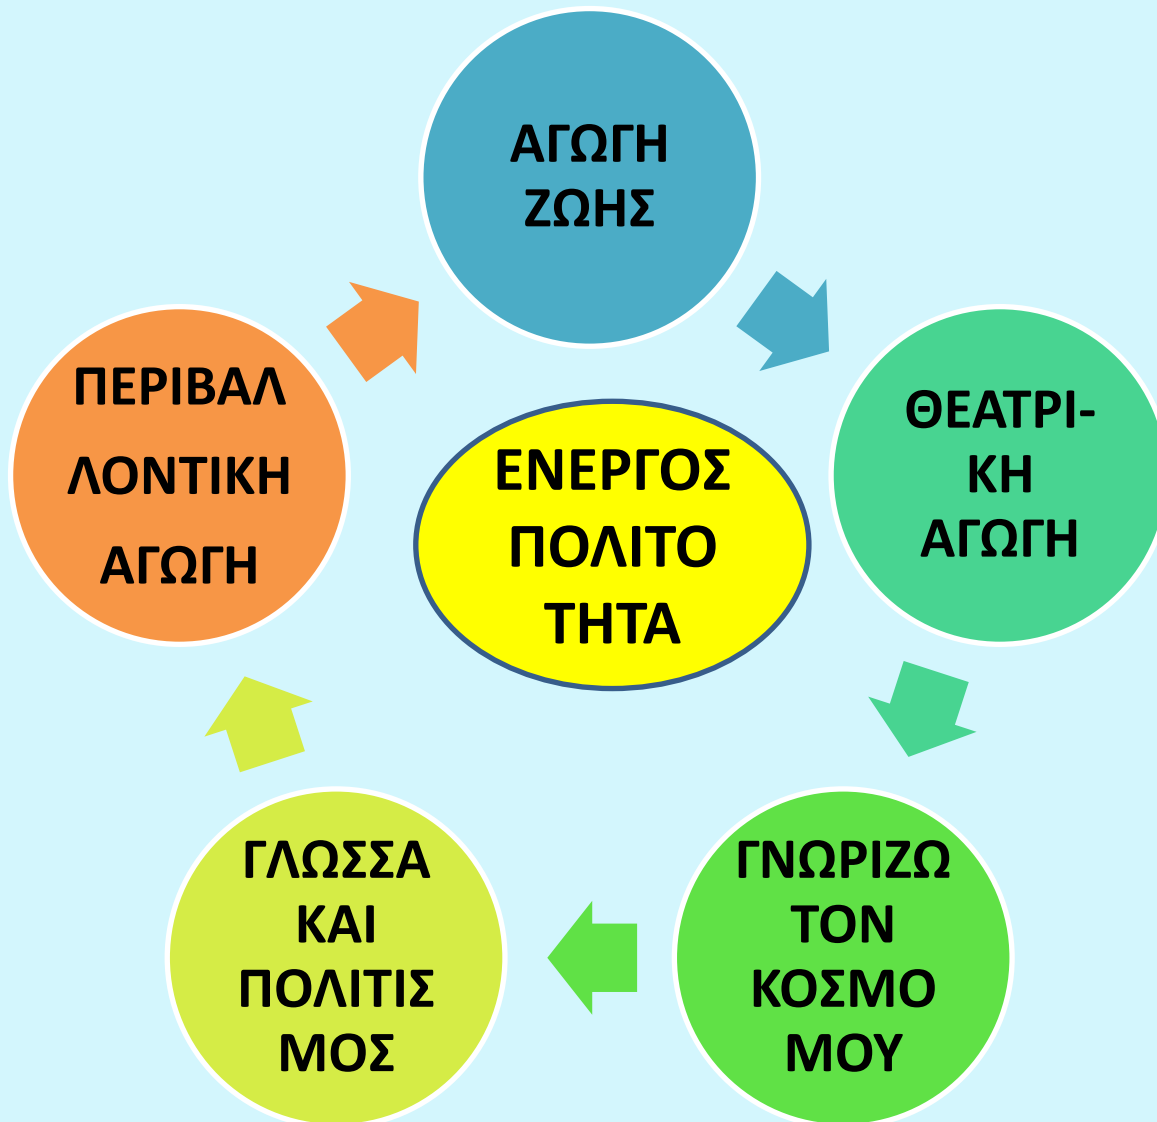 ΑΓΩΓΗ
ΖΩΗΣ
ΘΕΑΤΡΙ-
ΚΗ
ΑΓΩΓΗ
ΓΝΩΡΙΖΩ
ΤΟΝ
ΚΟΣΜΟ
ΜΟΥ
ΓΛΩΣΣΑ
ΚΑΙ
ΠΟΛΙΤΙΣ
ΜΟΣ
ΠΕΡΙΒΑΛ
ΛΟΝΤΙΚΗ
ΑΓΩΓΗ
ΕΝΕΡΓΟΣ
ΠΟΛΙΤΟ
ΤΗΤΑ